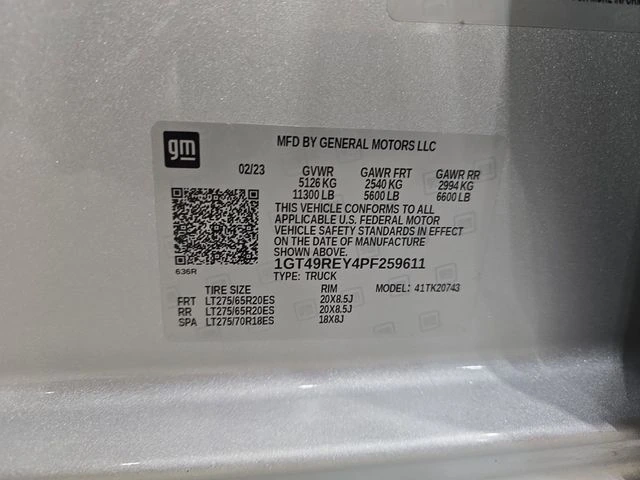 gm
MFD BY GENERAL MOTORS LLC
02/23 GVWR GAWR FRT GAWR RR
5126 KG 2540 KG 2994 KG
11300 LB 5600 LB 6600 LB
THIS VEHICLE CONFORMS TO ALL
APPLICABLE U.S. FEDERAL MOTOR
VEHICLE SAFETY STANDARDS IN EFFECT
ON THE DATE OF MANUFACTURE
SHOWN ABOVE.
1GT49REY4PF259611
636R
TYPE: TRUCK
TIRE SIZE RIM MODEL: 41TK20743
FRT LT275/65R20ES 20X8.5J
RR LT275/65R20ES 20X8.5J
SPA LT275/70R18ES 18X8J